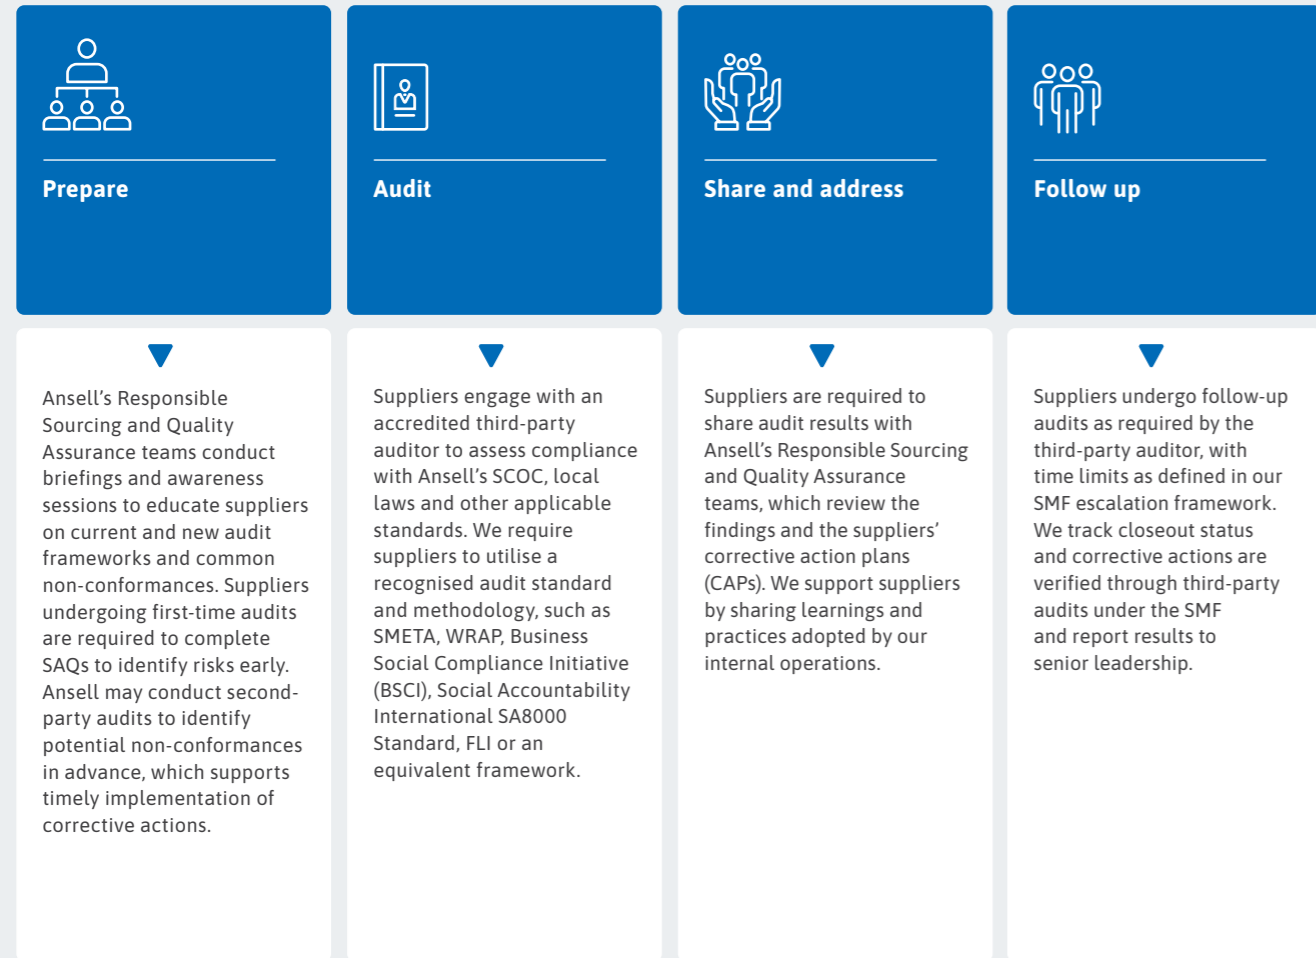 Prepare
Ansell’s Responsible
Sourcing and Quality
Assurance teams conduct
briefings and awareness
sessions to educate suppliers
on current and new audit
frameworks and common
non-conformances. Suppliers
undergoing first-time audits
are required to complete
SAQs to identify risks early.
Ansell may conduct second-
party audits to identify
potential non-conformances
in advance, which supports
timely implementation of
corrective actions.
Audit
Suppliers engage with an
accredited third-party
auditor to assess compliance
with Ansell’s SCOC, local
laws and other applicable
standards. We require
suppliers to utilise a
recognised audit standard
and methodology, such as
SMETA, WRAP, Business
Social Compliance Initiative
(BSCI), Social Accountability
International SA8000
Standard, FLI or an
equivalent framework.
Share and address
Suppliers are required to
share audit results with
Ansell’s Responsible Sourcing
and Quality Assurance
teams, which review the
findings and the suppliers’
corrective action plans
(CAPs). We support suppliers
by sharing learnings and
practices adopted by our
internal operations.
Follow up
Suppliers undergo follow-up
audits as required by the
third-party auditor, with
time limits as defined in our
SMF escalation framework.
We track closeout status
and corrective actions are
verified through third-party
audits under the SMF
and report results to
senior leadership.